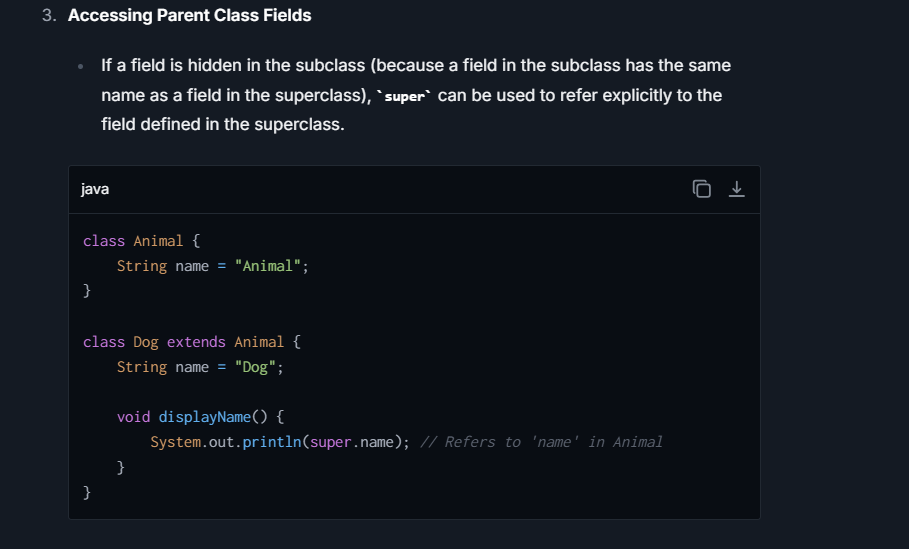 3. Accessing Parent Class Fields
• If a field is hidden in the subclass (because a field in the subclass has the same
name as a field in the superclass), `super` can be used to refer explicitly to the
field defined in the superclass.
java
class Animal {
    String name = "Animal";
}
class Dog extends Animal {
    String name = "Dog";
    void displayName() {
        System.out.println(super.name); // Refers to 'name' in Animal
    }
}